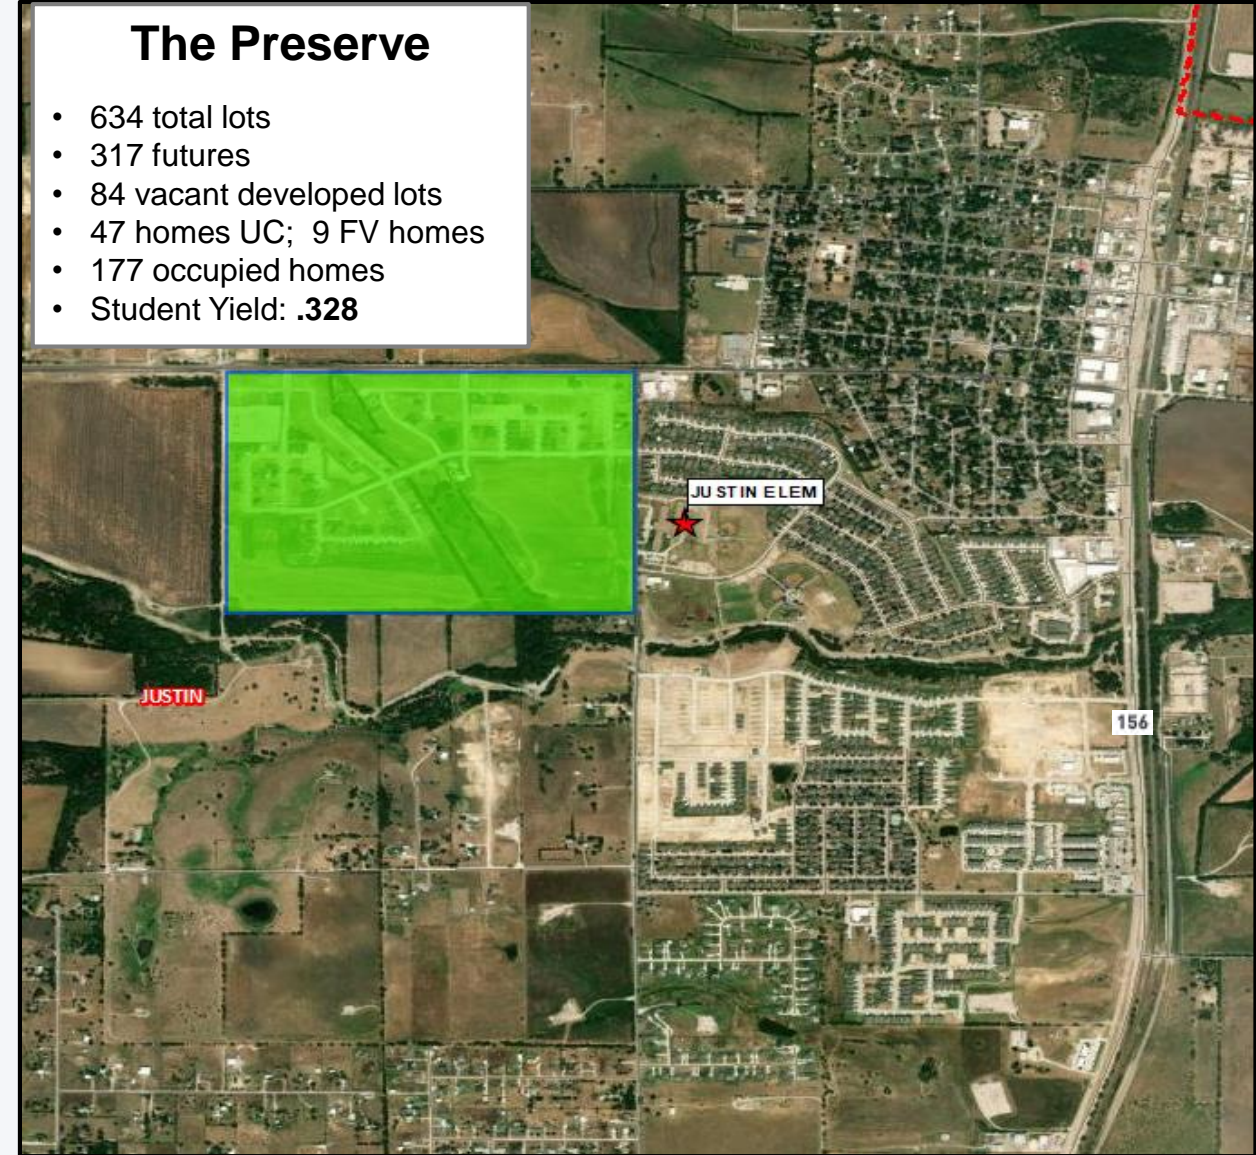 The Preserve
• 634 total lots
• 317 futures
• 84 vacant developed lots
• 47 homes UC; 9 FV homes
• 177 occupied homes
• Student Yield: .328
JUSTIN ELEM
JUSTIN
156